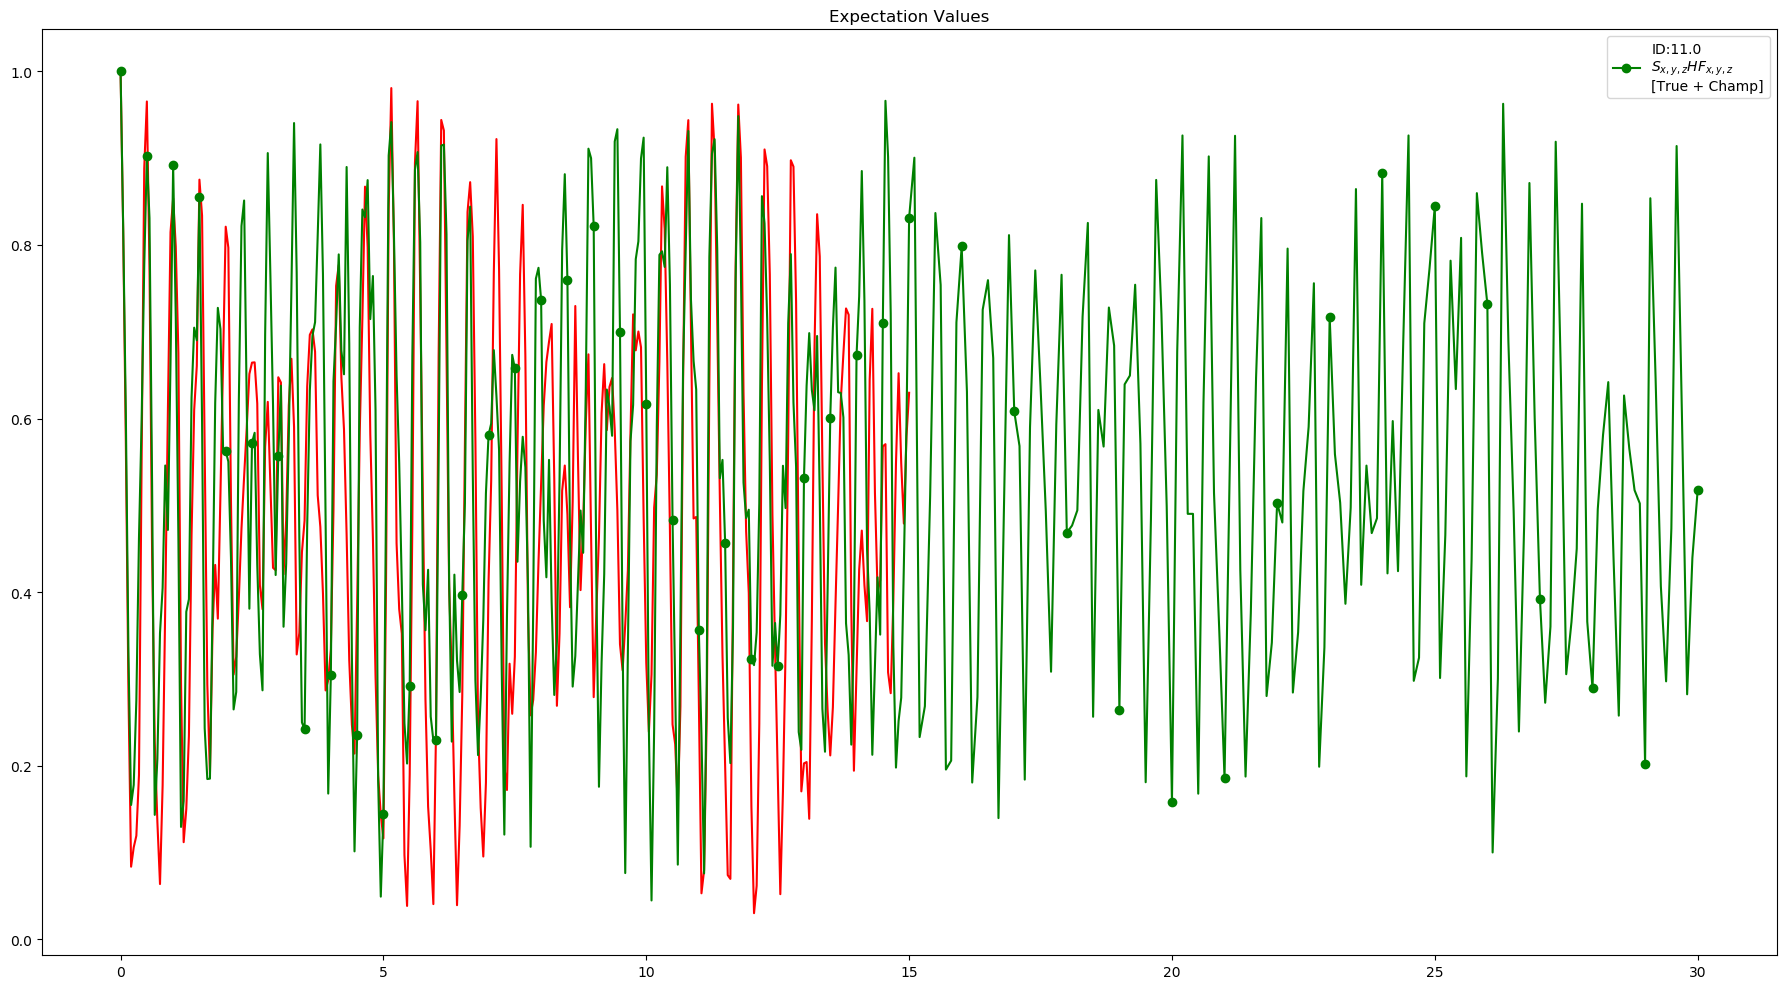 Expectation Values
ID:11.0
S_{x,y,z}HF_{x,y,z}
[True + Champ]
1.0
0.8
0.6
0.4
0.2
0.0
0 5 10 15 20 25 30